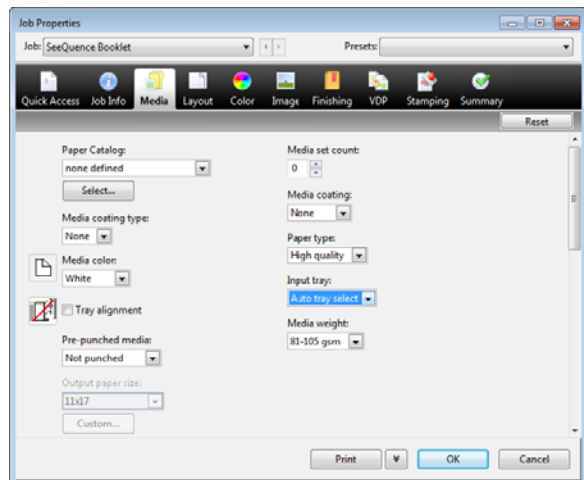 Job Properties
Job: SeeQuence Booklet
Presets:
Quick Access Job Info Media Layout Color Image Finishing VDP Stamping Summary
Reset
Paper Catalog:
none defined
Select...
Media coating type:
None
Media color:
White
Tray alignment
Pre-punched media:
Not punched
Output paper size:
11x17
Custom...
Media set count:
0
Media coating:
None
Paper type:
High quality
Input tray:
Auto tray select
Media weight:
81-105 gsm
Print
OK
Cancel